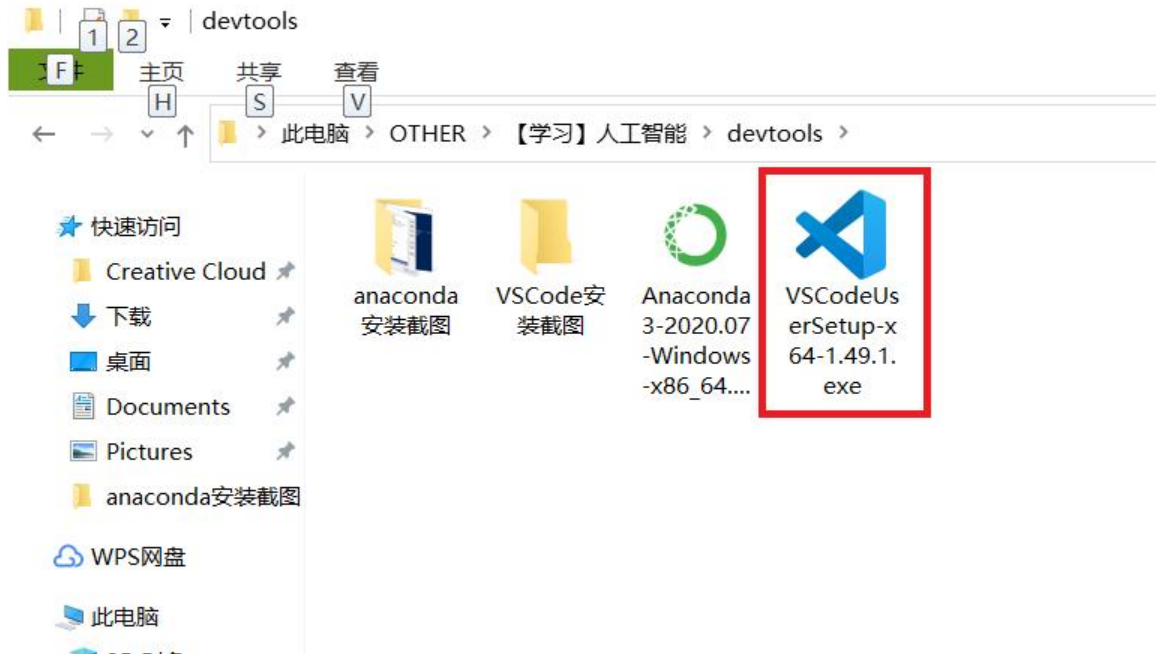 1
2
devtools
F
主页
共享
查看
H
S
V
此电脑 > OTHER > 【学习】人工智能 > devtools >
快速访问
Creative Cloud
下载
桌面
Documents
Pictures
anaconda安装截图
WPS网盘
此电脑
anaconda
安装截图
VSCode安
装截图
Anaconda
3-2020.07
-Windows
-x86_64....
VSCodeUs
erSetup-x
64-1.49.1.
exe